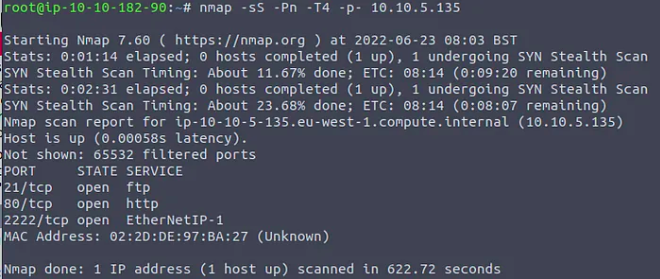 root@ip-10-10-182-90:~# nmap -sS -Pn -T4 -p- 10.10.5.135
Starting Nmap 7.60 ( https://nmap.org ) at 2022-06-23 08:03 BST
Stats: 0:01:14 elapsed; 0 hosts completed (1 up), 1 undergoing SYN Stealth Scan
SYN Stealth Scan Timing: About 11.67% done; ETC: 08:14 (0:09:20 remaining)
Stats: 0:02:31 elapsed; 0 hosts completed (1 up), 1 undergoing SYN Stealth Scan
SYN Stealth Scan Timing: About 23.68% done; ETC: 08:14 (0:08:07 remaining)
Nmap scan report for ip-10-10-5-135.eu-west-1.compute.internal (10.10.5.135)
Host is up (0.00058s latency).
Not shown: 65532 filtered ports
PORT     STATE SERVICE
21/tcp   open  ftp
80/tcp   open  http
2222/tcp open  EtherNetIP-1
MAC Address: 02:2D:DE:97:BA:27 (Unknown)
Nmap done: 1 IP address (1 host up) scanned in 622.72 seconds